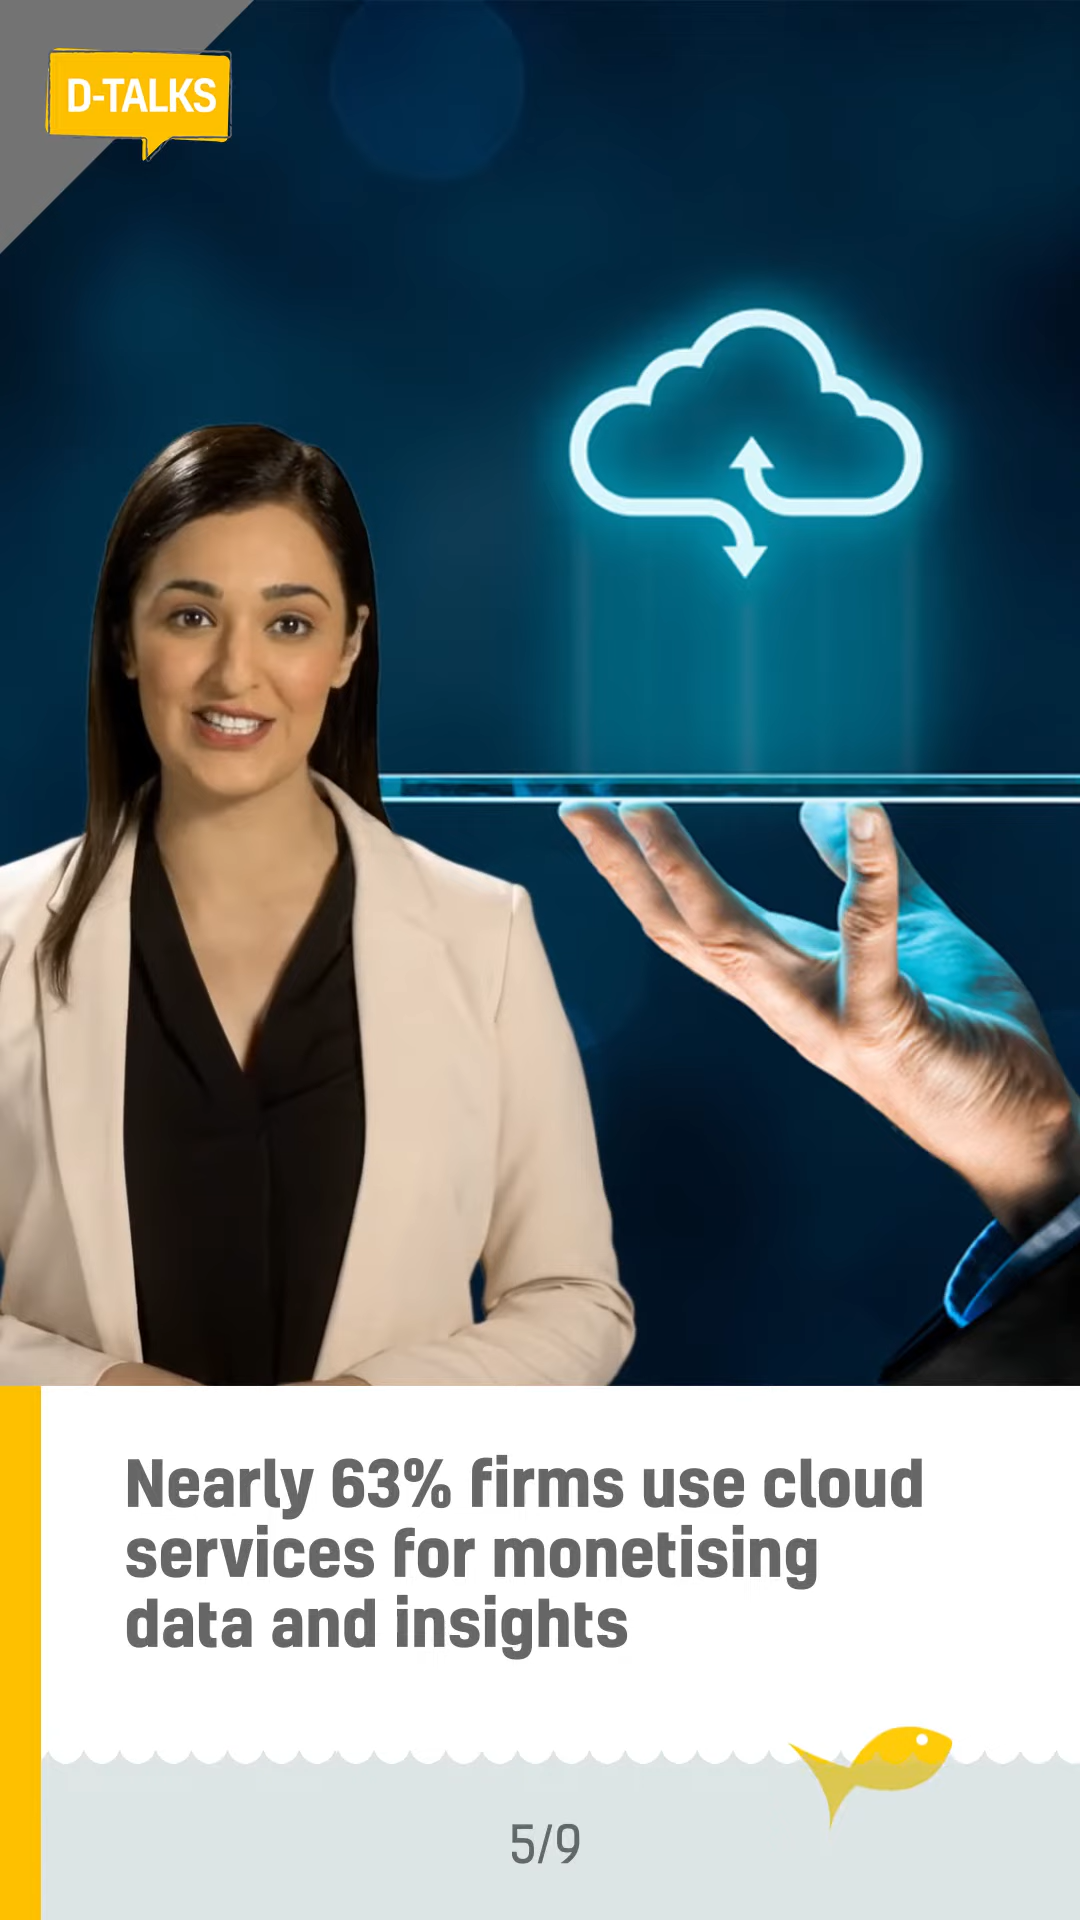 D-TALKS
Nearly 63% firms use cloud
services for monetising
data and insights
5/9